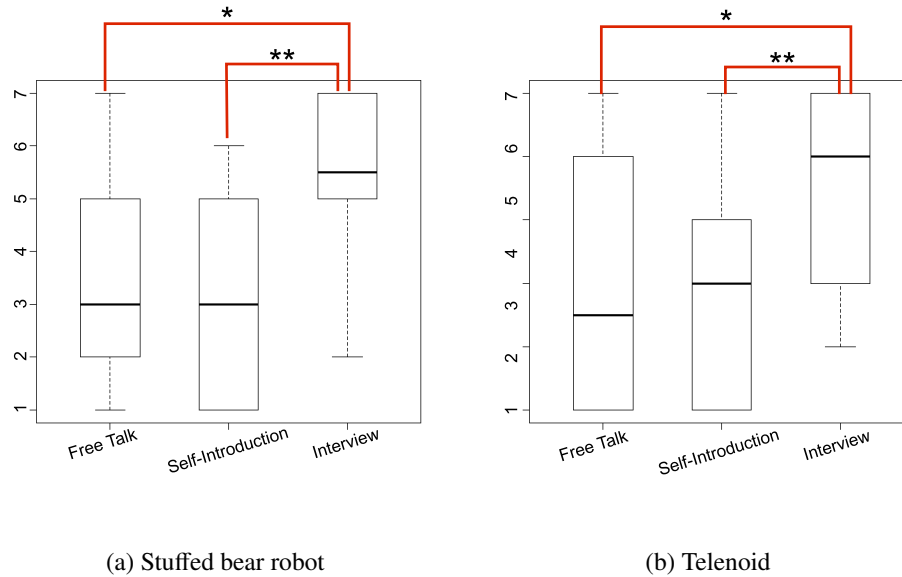 *
**
7
6
5
4
3
2
1
Free Talk
Self-Introduction
Interview
(a) Stuffed bear robot
*
**
7
6
5
4
3
2
1
Free Talk
Self-Introduction
Interview
(b) Telenoid